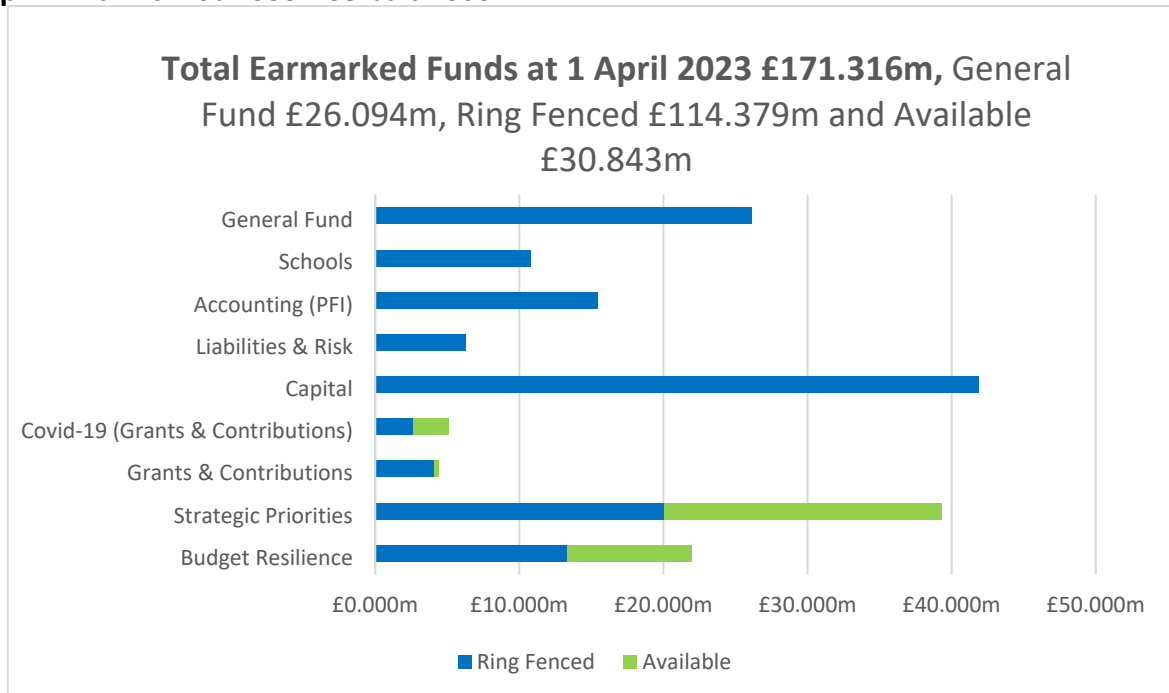 Total Earmarked Funds at 1 April 2023 £171.316m, General
Fund £26.094m, Ring Fenced £114.379m and Available
£30.843m
General Fund
Schools
Accounting (PFI)
Liabilities & Risk
Capital
Covid-19 (Grants & Contributions)
Grants & Contributions
Strategic Priorities
Budget Resilience
£0.000m £10.000m £20.000m £30.000m £40.000m £50.000m
Ring Fenced Available